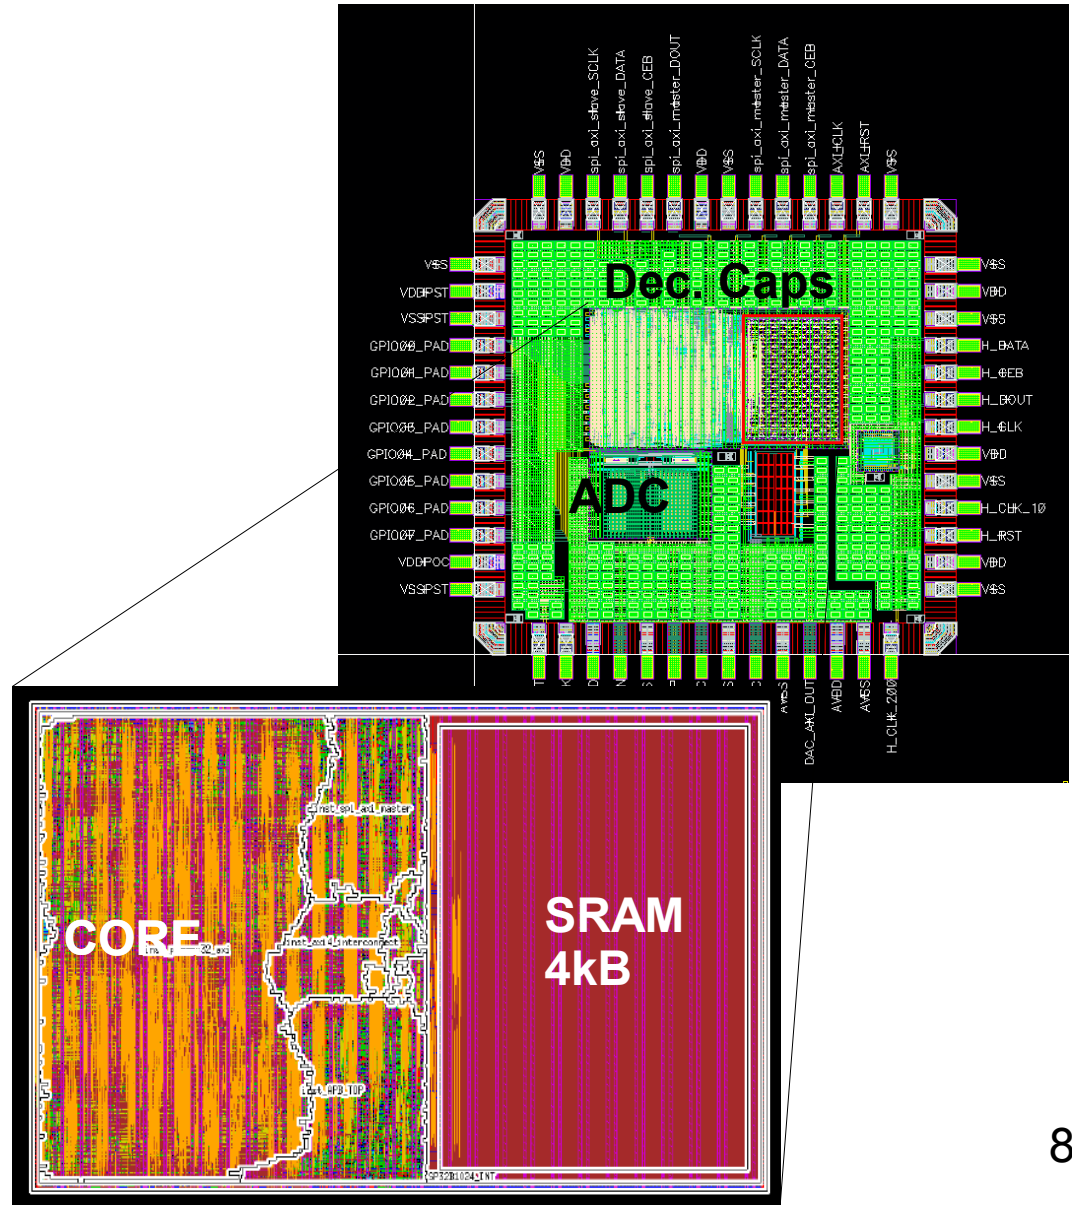 spi_axi_slave_SCLK
spi_axi_slave_DATA
spi_axi_slave_CEB
spi_axi_master_DOUT
spi_axi_master_SCLK
spi_axi_master_DATA
spi_axi_master_CEB
VSS
VDD
VDD
VSS
AXI_CLK
AXI_RST
VSS
Dec. Caps
VSS
VDDPST
VSSPST
GPIO00_PAD
GPIO01_PAD
GPIO02_PAD
GPIO03_PAD
GPIO04_PAD
GPIO05_PAD
GPIO06_PAD
GPIO07_PAD
VDDPOC
VSSPST
VSS
VDD
VSS
H_DATA
H_CEB
H_DOUT
H_CLK
VDD
VSS
H_CLK_10
H_RST
VDD
VSS
ADC
T
K
D
N
S
C
S
C
AVSS
DAC_AXI_OUT
AVDD
AVSS
H_CLK_200
inst_spi_axi_master
CORE
inst_axi4_interconnect
SRAM
4kB
inst_APB_TOP
8